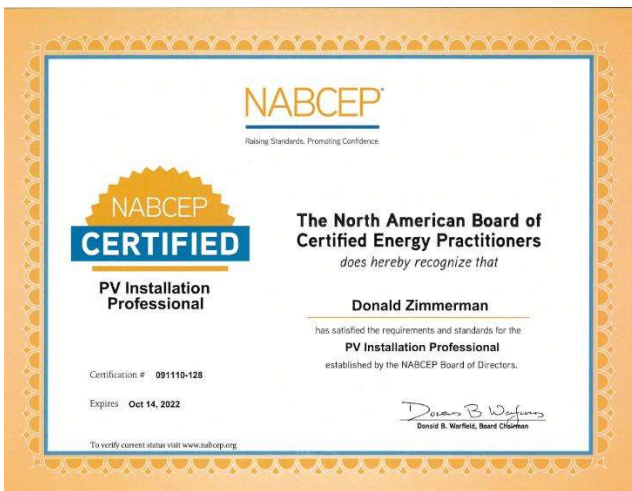 NABCEP®
Raising Standards. Promoting Confidence.
NABCEP
CERTIFIED
PV Installation
Professional
The North American Board of
Certified Energy Practitioners
does hereby recognize that
Donald Zimmerman
has satisfied the requirements and standards for the
PV Installation Professional
established by the NABCEP Board of Directors.
Certification # 091110-128
Expires Oct 14, 2022
Donald B. Warfield, Board Chairman
To verify current status visit www.nabcep.org